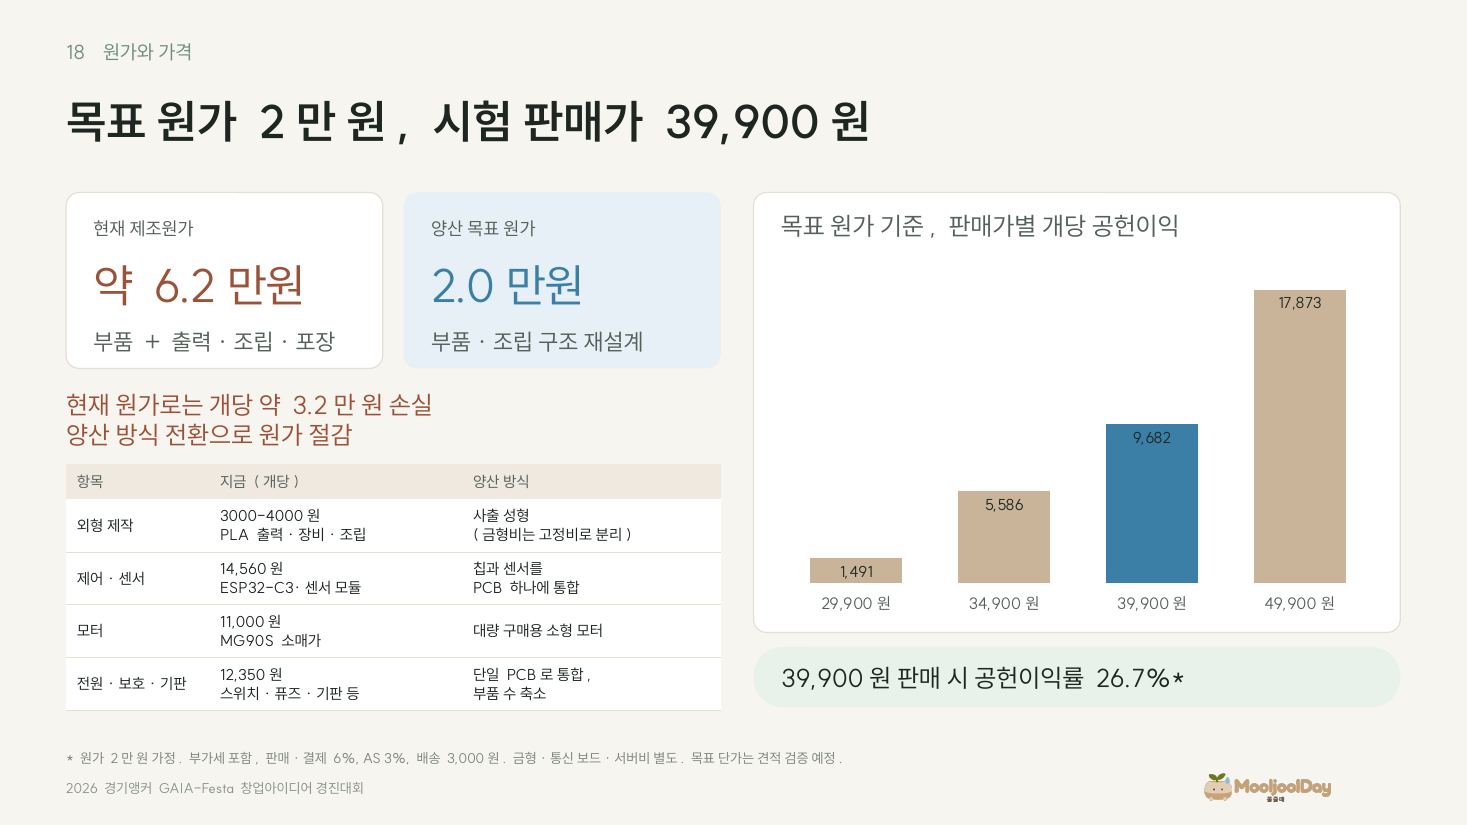 18 원가와 가격
목표 원가 2 만 원 , 시험 판매가 39,900 원
현재 제조원가
약 6.2 만원
부품 + 출력 · 조립 · 포장
양산 목표 원가
2.0 만원
부품 · 조립 구조 재설계
현재 원가로는 개당 약 3.2 만 원 손실
양산 방식 전환으로 원가 절감
항목 지금 ( 개당 ) 양산 방식
외형 제작
3000-4000 원
PLA 출력 · 장비 · 조립
사출 성형
( 금형비는 고정비로 분리 )
제어 · 센서
14,560 원
ESP32-C3· 센서 모듈
칩과 센서를
PCB 하나에 통합
모터
11,000 원
MG90S 소매가
대량 구매용 소형 모터
전원 · 보호 · 기판
12,350 원
스위치 · 퓨즈 · 기판 등
단일 PCB 로 통합 ,
부품 수 축소
목표 원가 기준 , 판매가별 개당 공헌이익
1,491
5,586
9,682
17,873
29,900 원
34,900 원
39,900 원
49,900 원
39,900 원 판매 시 공헌이익률 26.7%*
* 원가 2 만 원 가정 . 부가세 포함 , 판매 · 결제 6%, AS 3%, 배송 3,000 원 . 금형 · 통신 보드 · 서버비 별도 . 목표 단가는 견적 검증 예정 .
2026 경기앵커 GAIA-Festa 창업아이디어 경진대회
MooljoolDay
물줄데